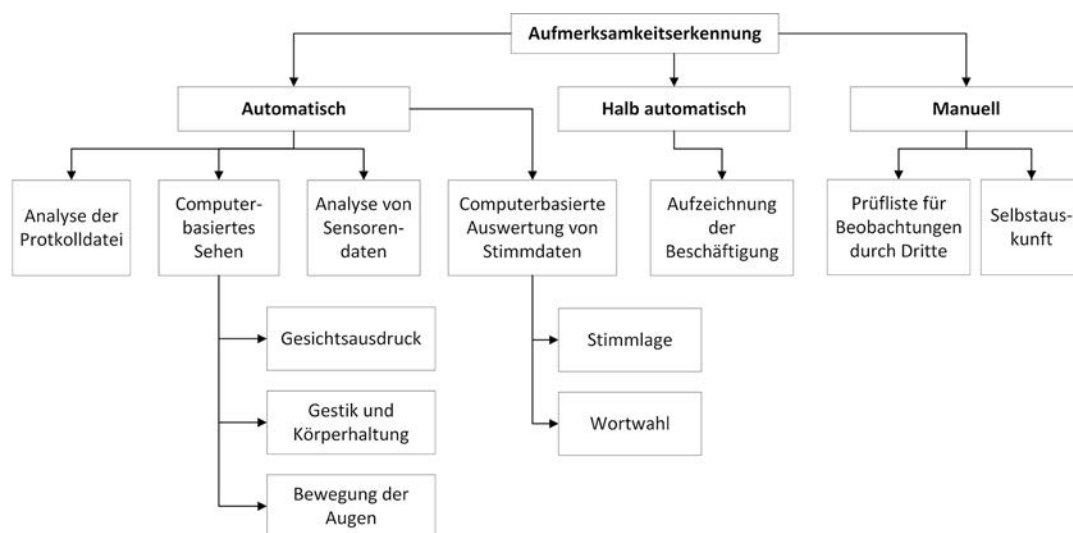 Aufmerksamkeitserkennung
Automatisch
Halb automatisch
Manuell
Analyse der
Protkolldatei
Computer-
basiertes
Sehen
Analyse von
Sensoren-
daten
Computerbasierte
Auswertung von
Stimmdaten
Aufzeichnung
der
Beschäftigung
Prüfliste für
Beobachtungen
durch Dritte
Selbstaus-
kunft
Gesichtsausdruck
Gestik und
Körperhaltung
Bewegung der
Augen
Stimmlage
Wortwahl